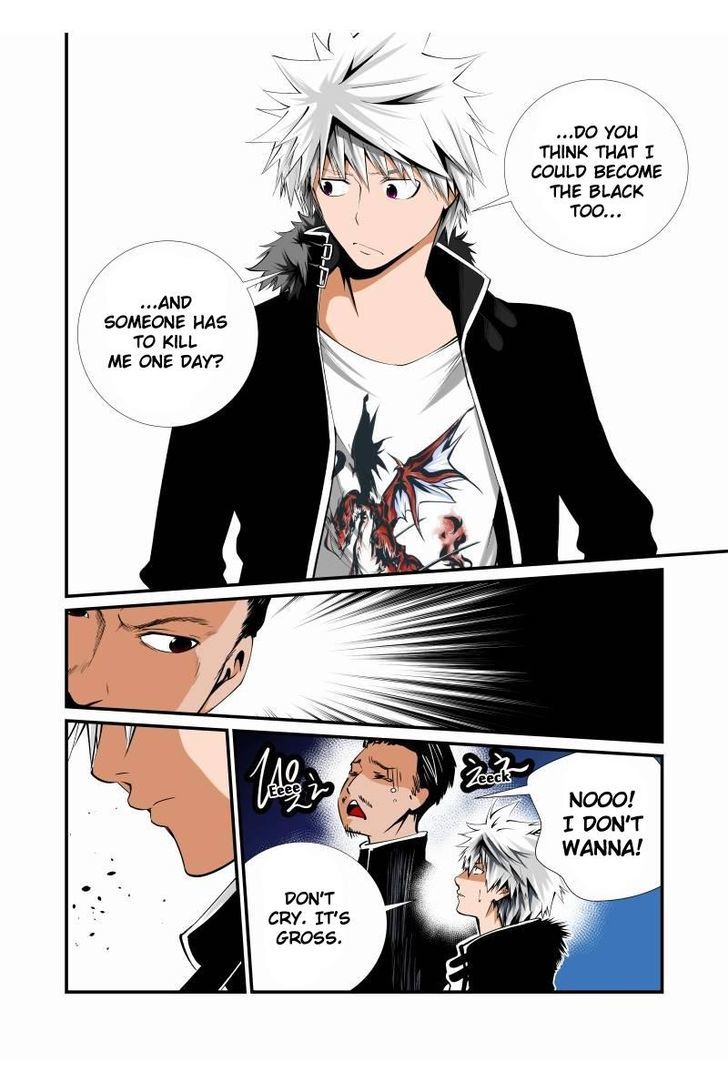 ...DO YOU
THINK THAT I
COULD BECOME
THE BLACK
TOO...
...AND
SOMEONE HAS
TO KILL
ME ONE DAY?
Eeee
Zeeck
NOOO!
I DON'T
WANNA!
DON'T
CRY. IT'S
GROSS.